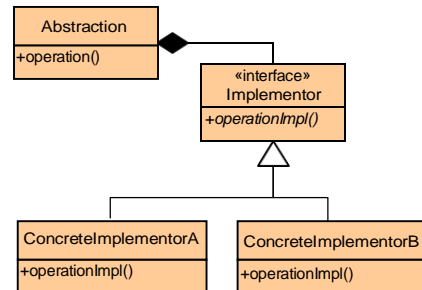 Abstraction
+operation()
«interface»
Implementor
+operationImpl()
ConcreteImplementorA
+operationImpl()
ConcreteImplementorB
+operationImpl()